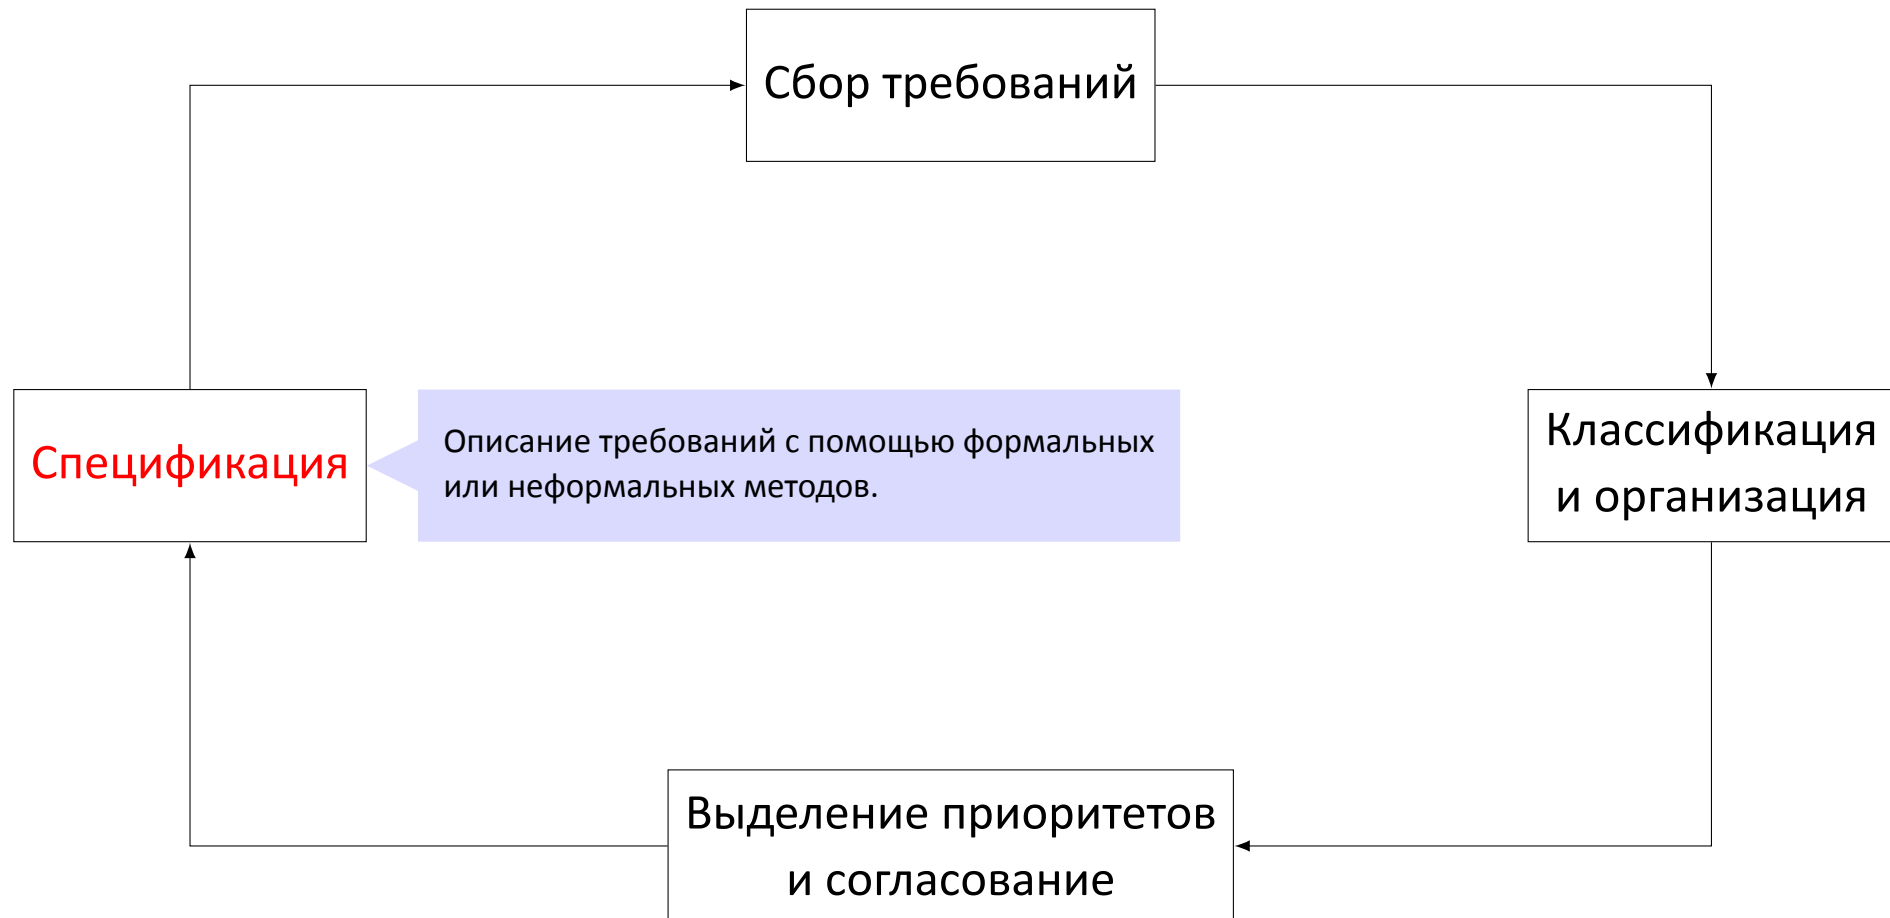 Сбор требований
Спецификация
Описание требований с помощью формальных
или неформальных методов.
Классификация
и организация
Выделение приоритетов
и согласование